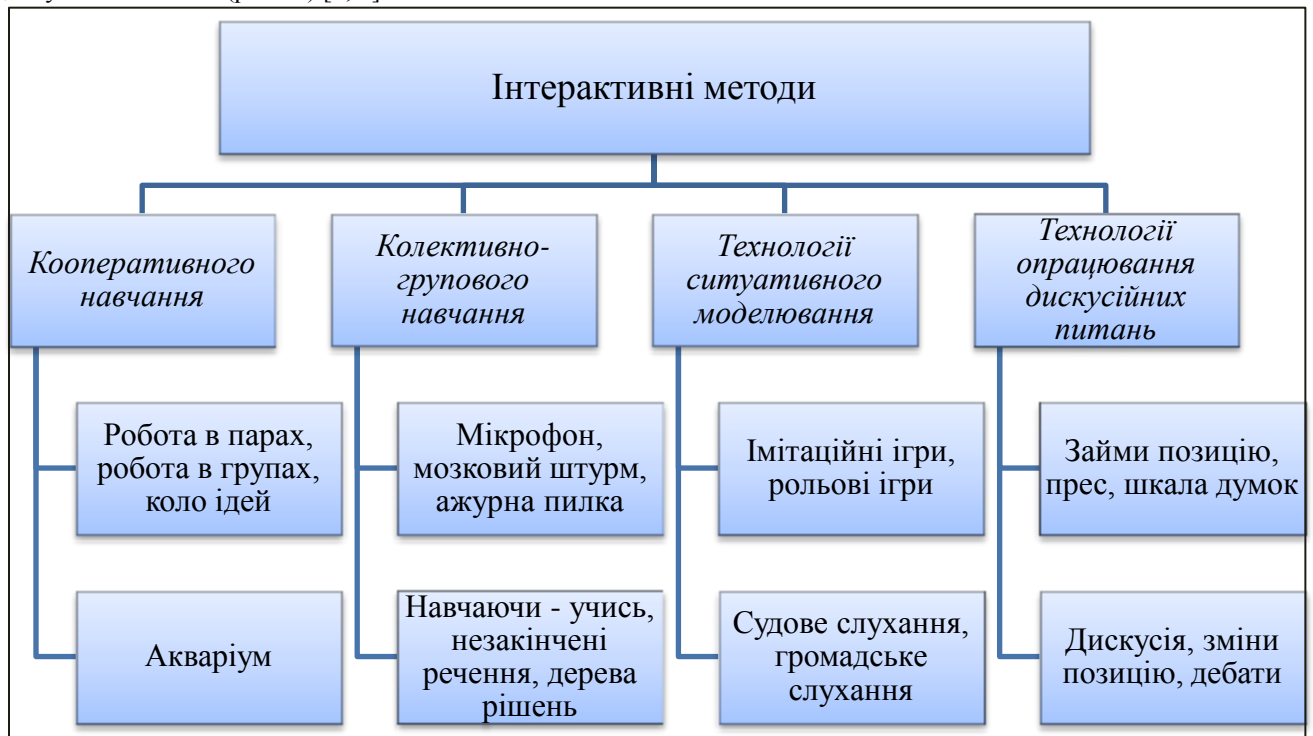 Інтерактивні методи
Кооперативного
навчання
Колективно-
групового
навчання
Технології
ситуативного
моделювання
Технології
опрацювання
дискусійних
питань
Робота в парах,
робота в групах,
коло ідей
Мікрофон,
мозковий штурм,
ажурна пилка
Імітаційні ігри,
рольові ігри
Займи позицію,
прес, шкала думок
Акваріум
Навчаючи - учись,
незакінчені
речення, дерева
рішень
Судове слухання,
громадське
слухання
Дискусія, зміни
позицію, дебати